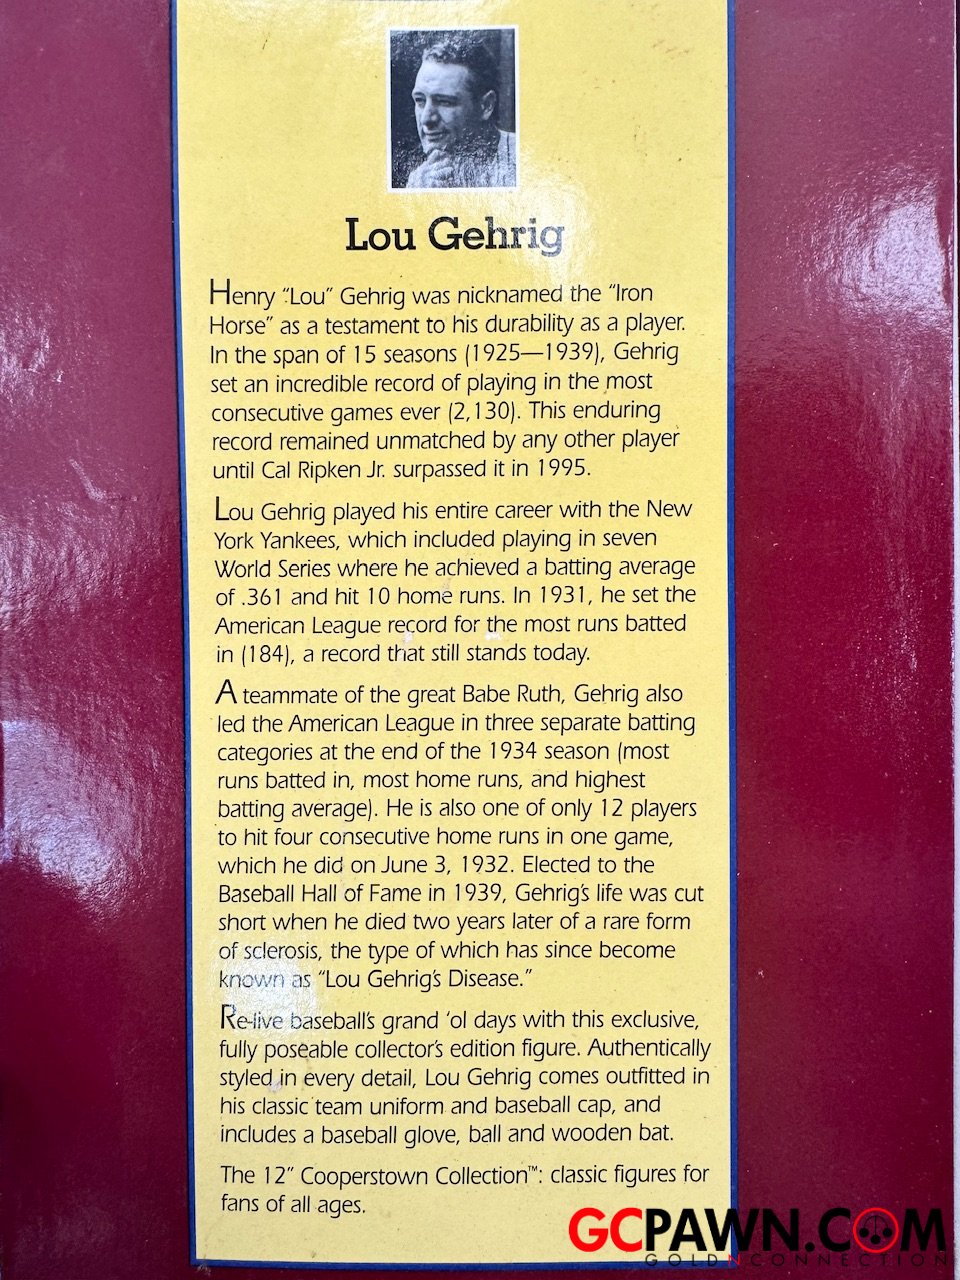 Lou Gehrig
Henry “Lou” Gehrig was nicknamed the “Iron
Horse” as a testament to his durability as a player.
In the span of 15 seasons (1925—1939), Gehrig
set an incredible record of playing in the most
consecutive games ever (2,130). This enduring
record remained unmatched by any other player
until Cal Ripken Jr. surpassed it in 1995.
Lou Gehrig played his entire career with the New
York Yankees, which included playing in seven
World Series where he achieved a batting average
of .361 and hit 10 home runs. In 1931, he set the
American League record for the most runs batted
in (184), a record that still stands today.
A teammate of the great Babe Ruth, Gehrig also
led the American League in three separate batting
categories at the end of the 1934 season (most
runs batted in, most home runs, and highest
batting average). He is also one of only 12 players
to hit four consecutive home runs in one game,
which he did on June 3, 1932. Elected to the
Baseball Hall of Fame in 1939, Gehrig’s life was cut
short when he died two years later of a rare form
of sclerosis, the type of which has since become
known as “Lou Gehrig’s Disease.”
Re-live baseball’s grand ‘ol days with this exclusive,
fully poseable collector’s edition figure. Authentically
styled in every detail, Lou Gehrig comes outfitted in
his classic team uniform and baseball cap, and
includes a baseball glove, ball and wooden bat.
The 12” Cooperstown Collection™: classic figures for
fans of all ages.
GCPAWN.COM
GOLDNCONNECTION